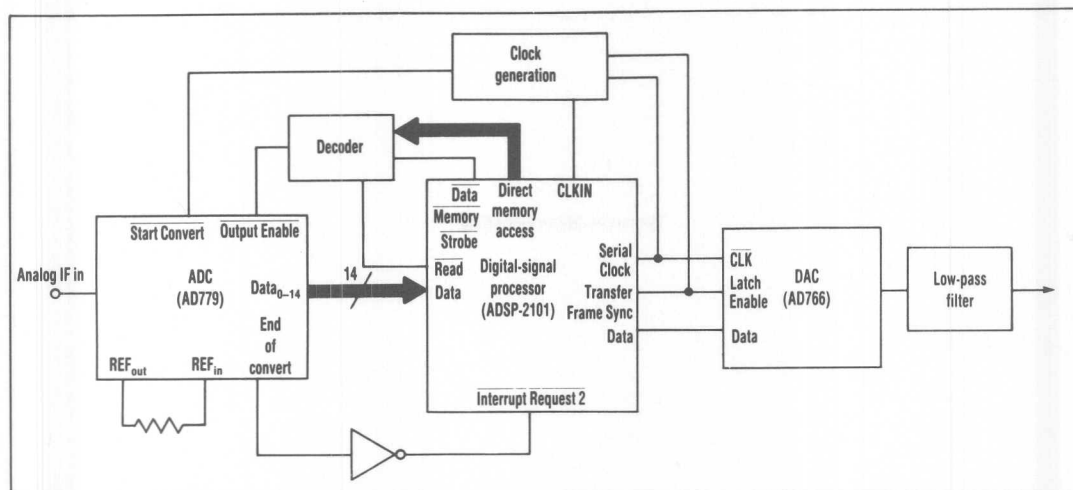 Clock
generation
Decoder
Data
Memory
Strobe
Direct
memory
access
CLKIN
Start Convert
Output Enable
Analog IF in
ADC
(AD779)
Data0–14
14
End
of
convert
REFout
REFin
Read
Data
Digital-signal
processor
(ADSP-2101)
Serial
Clock
Transfer
Frame Sync
Data
Interrupt Request 2
CLK
Latch
Enable
Data
DAC
(AD766)
Low-pass
filter